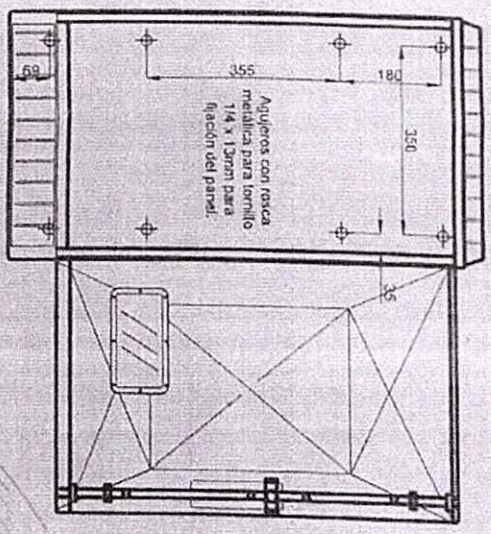 69
355
180
350
35
Agujeros con rosca
metálica para tornillo
1/4 x 13mm para
fijación del panel.